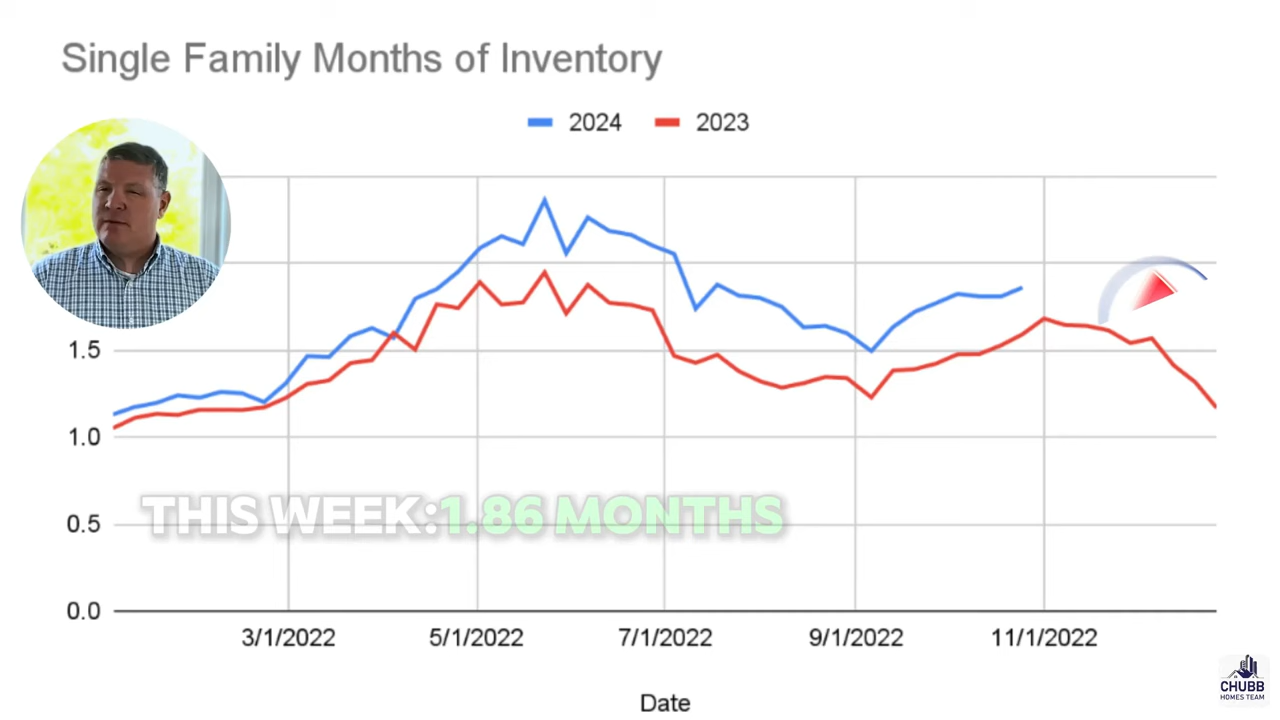 Single Family Months of Inventory
2024 2023
1.5
1.0
THIS WEEK: 1.86 MONTHS
0.5
0.0
3/1/2022 5/1/2022 7/1/2022 9/1/2022 11/1/2022
Date
CHUBB
HOMES TEAM